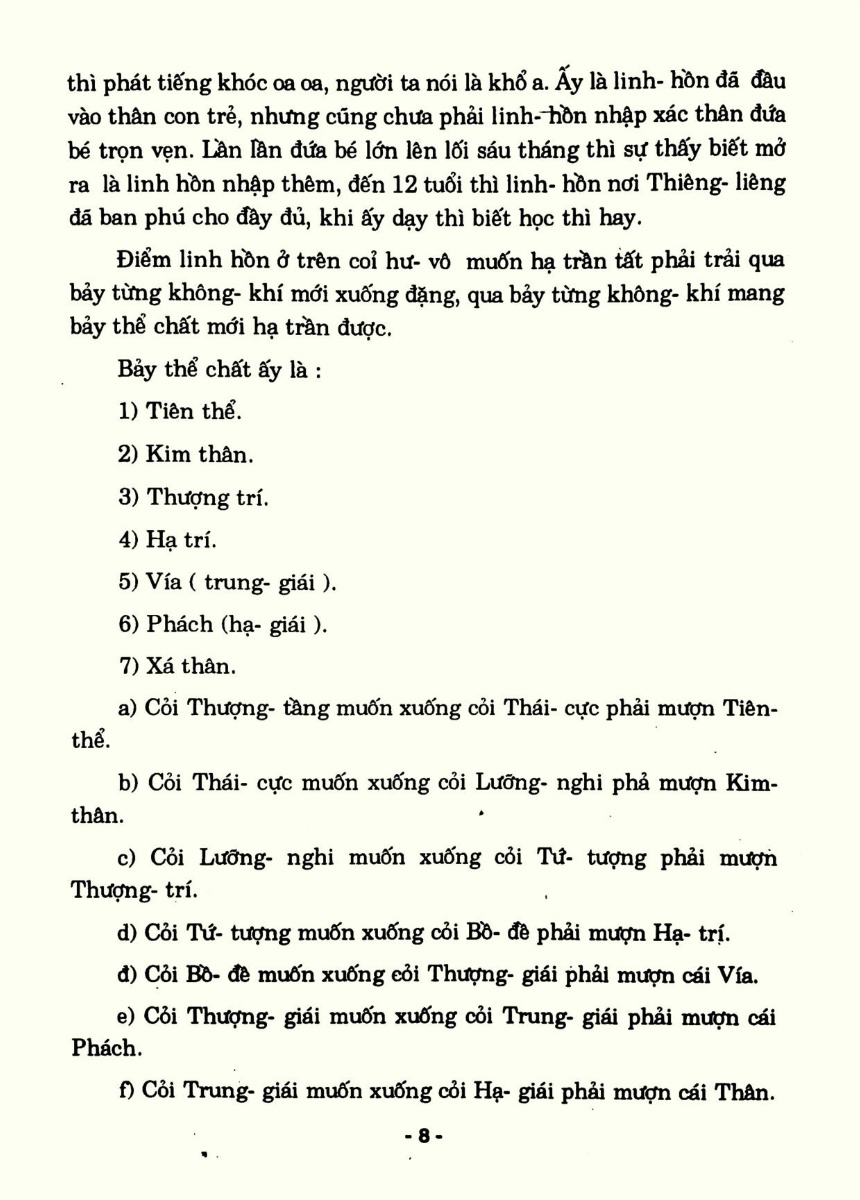 thì phát tiếng khóc oa oa, người ta nói là khổ a. Ấy là linh- hồn đã đầu
vào thân con trẻ, nhưng cũng chưa phải linh- hồn nhập xác thân đứa
bé trọn vẹn. Lần lần đứa bé lớn lên lối sáu tháng thì sự thấy biết mở
ra là linh hồn nhập thêm, đến 12 tuổi thì linh- hồn nơi Thiêng- liêng
đã ban phú cho đầy đủ, khi ấy dạy thì biết học thì hay.
Điểm linh hồn ở trên coỉ hư- vô muốn hạ trần tất phải trải qua
bảy từng không- khí mới xuống đặng, qua bảy từng không- khí mang
bảy thể chất mới hạ trần được.
Bảy thể chất ấy là :
1) Tiên thể.
2) Kim thân.
3) Thượng trí.
4) Hạ trí.
5) Vía ( trung- giái ).
6) Phách (hạ- giái ).
7) Xá thân.
a) Cỏi Thượng- tầng muốn xuống cỏi Thái- cực phải mượn Tiên-
thể.
b) Cỏi Thái- cực muốn xuống cỏi Lưỡng- nghi phả mượn Kim-
thân.
c) Cỏi Lưỡng- nghi muốn xuống cỏi Tứ- tượng phải mượn
Thượng- trí.
d) Cỏi Tứ- tượng muốn xuống cỏi Bồ- đề phải mượn Hạ- trí.
đ) Cỏi Bồ- đề muốn xuống cỏi Thượng- giái phải mượn cái Vía.
e) Cỏi Thượng- giái muốn xuống cỏi Trung- giái phải mượn cái
Phách.
f) Cỏi Trung- giái muốn xuống cỏi Hạ- giái phải mượn cái Thân.
- 8 -